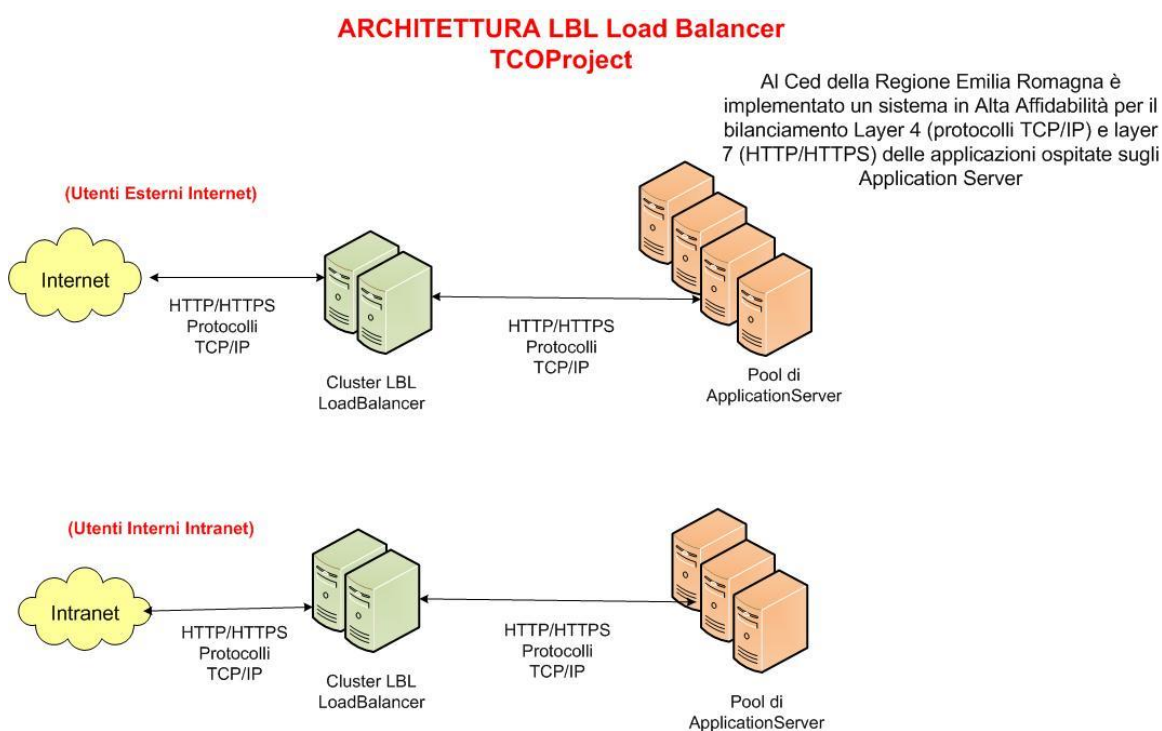 ARCHITETTURA LBL Load Balancer
TCOProject
Al Ced della Regione Emilia Romagna è
implementato un sistema in Alta Affidabilità per il
bilanciamento Layer 4 (protocolli TCP/IP) e layer
7 (HTTP/HTTPS) delle applicazioni ospitate sugli
Application Server
(Utenti Esterni Internet)
Internet
HTTP/HTTPS
Protocolli
TCP/IP
Cluster LBL
LoadBalancer
HTTP/HTTPS
Protocolli
TCP/IP
Pool di
ApplicationServer
(Utenti Interni Intranet)
Intranet
HTTP/HTTPS
Protocolli
TCP/IP
Cluster LBL
LoadBalancer
HTTP/HTTPS
Protocolli
TCP/IP
Pool di
ApplicationServer